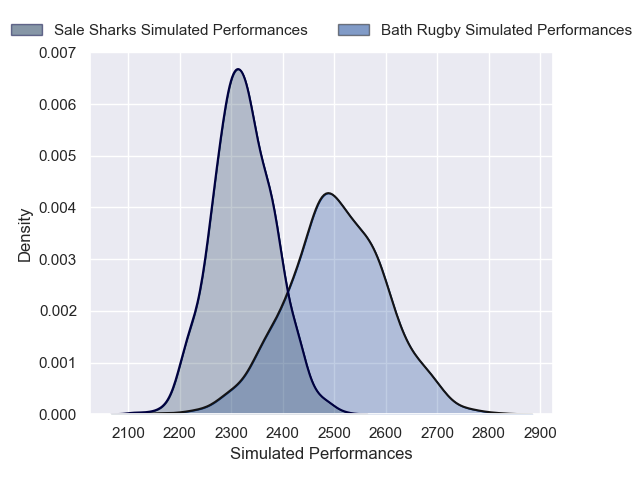 Sale Sharks Simulated Performances Bath Rugby Simulated Performances
0.007
0.006
0.005
0.004
0.003
0.002
0.001
0.000
Density
2100 2200 2300 2400 2500 2600 2700 2800 2900
Simulated Performances